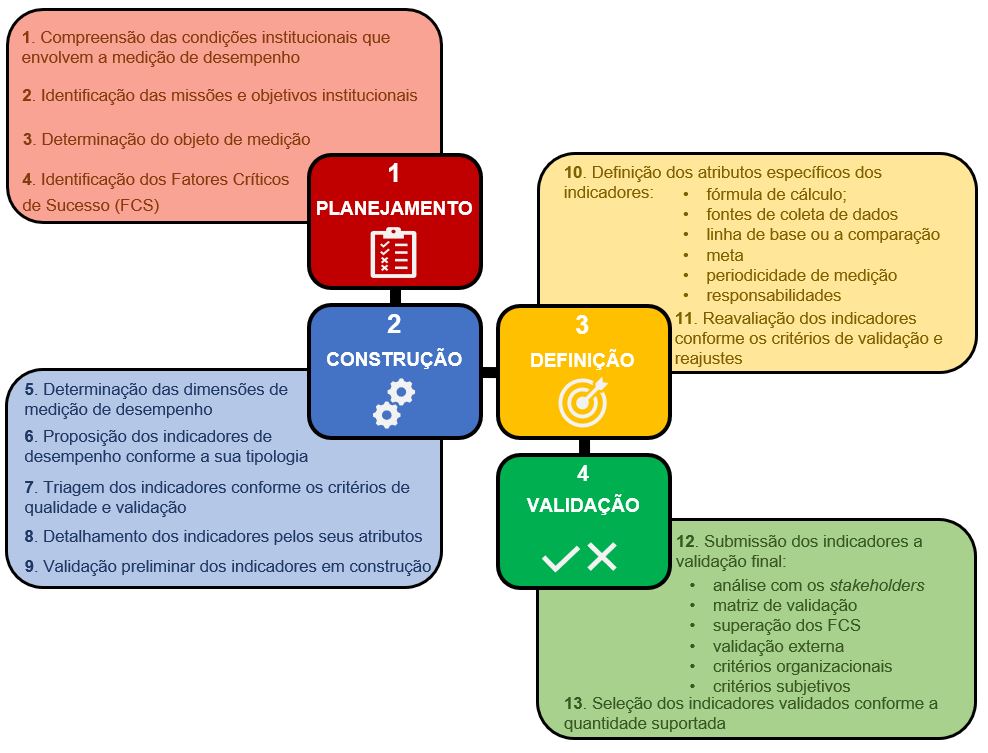 1. Compreensão das condições institucionais que
envolvem a medição de desempenho
2. Identificação das missões e objetivos institucionais
3. Determinação do objeto de medição
4. Identificação dos Fatores Críticos
de Sucesso (FCS)
1
PLANEJAMENTO
2
CONSTRUÇÃO
5. Determinação das dimensões de
medição de desempenho
6. Proposição dos indicadores de
desempenho conforme a sua tipologia
7. Triagem dos indicadores conforme os critérios de
qualidade e validação
8. Detalhamento dos indicadores pelos seus atributos
9. Validação preliminar dos indicadores em construção
3
DEFINIÇÃO
10. Definição dos atributos específicos dos
indicadores:
• fórmula de cálculo;
• fontes de coleta de dados
• linha de base ou a comparação
• meta
• periodicidade de medição
• responsabilidades
11. Reavaliação dos indicadores
conforme os critérios de validação e
reajustes
4
VALIDAÇÃO
12. Submissão dos indicadores a
validação final:
• análise com os stakeholders
• matriz de validação
• superação dos FCS
• validação externa
• critérios organizacionais
• critérios subjetivos
13. Seleção dos indicadores validados conforme a
quantidade suportada